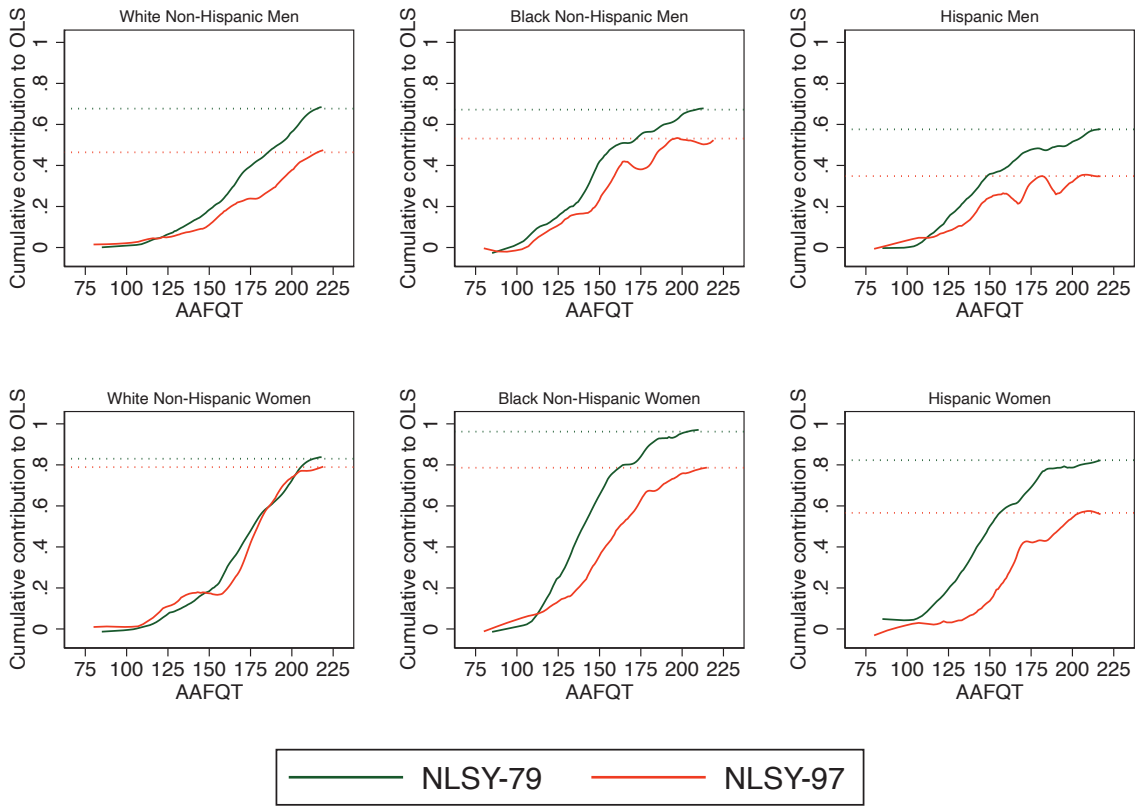 White Non-Hispanic Men
Cumulative contribution to OLS
0 .2 .4 .6 .8 1
75 100 125 150 175 200 225
AAFQT
Black Non-Hispanic Men
Cumulative contribution to OLS
0 .2 .4 .6 .8 1
75 100 125 150 175 200 225
AAFQT
Hispanic Men
Cumulative contribution to OLS
0 .2 .4 .6 .8 1
75 100 125 150 175 200 225
AAFQT
White Non-Hispanic Women
Cumulative contribution to OLS
0 .2 .4 .6 .8 1
75 100 125 150 175 200 225
AAFQT
Black Non-Hispanic Women
Cumulative contribution to OLS
0 .2 .4 .6 .8 1
75 100 125 150 175 200 225
AAFQT
Hispanic Women
Cumulative contribution to OLS
0 .2 .4 .6 .8 1
75 100 125 150 175 200 225
AAFQT
NLSY-79 NLSY-97